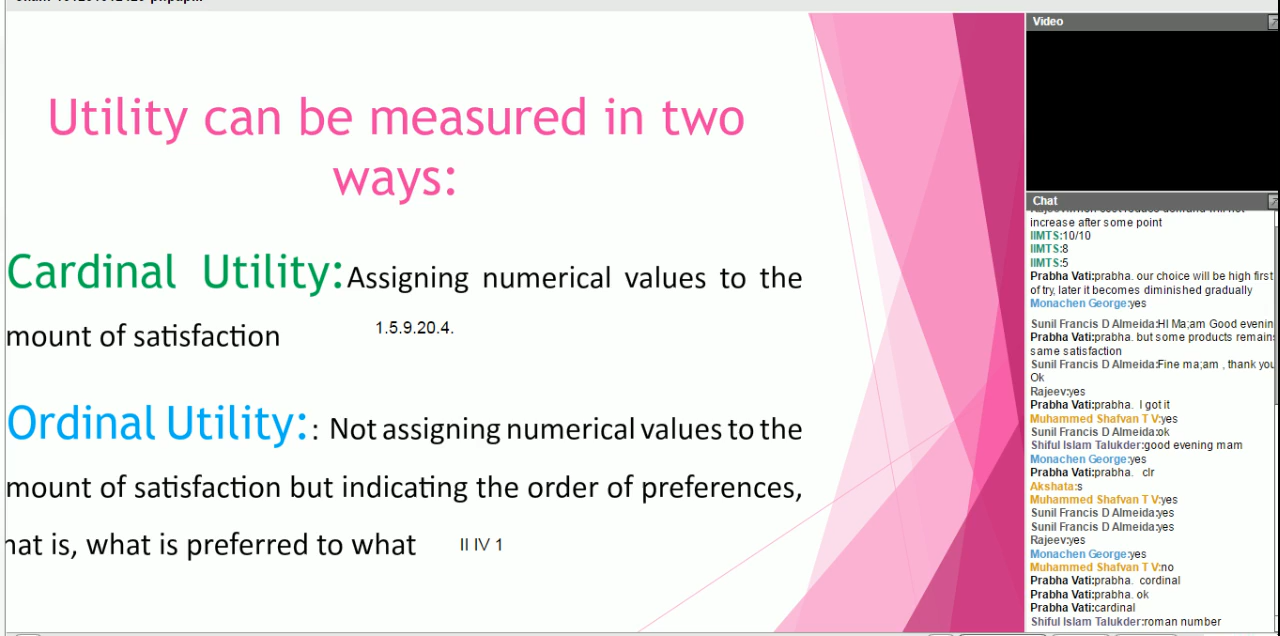 Utility can be measured in two
ways:
Cardinal Utility:Assigning numerical values to the
mount of satisfaction
1.5.9.20.4.
Ordinal Utility:: Not assigning numerical values to the
mount of satisfaction but indicating the order of preferences,
hat is, what is preferred to what
II IV 1
Video
Chat
increase after some point
IIMTS:10/10
IIMTS:8
IIMTS:5
Prabha Vati:prabha. our choice will be high first
of try, later it becomes diminished gradually
Monachen George:yes
Sunil Francis D Almeida:HI Ma;am Good evenin
Prabha Vati:prabha. but some products remain
same satisfaction
Sunil Francis D Almeida:Fine ma;am , thank you
Ok
Rajeev:yes
Prabha Vati:prabha. I got it
Muhammed Shafvan T V:yes
Sunil Francis D Almeida:ok
Shiful Islam Talukder:good evening mam
Monachen George:yes
Prabha Vati:prabha. clr
Akshata:s
Muhammed Shafvan T V:yes
Sunil Francis D Almeida:yes
Sunil Francis D Almeida:yes
Rajeev:yes
Monachen George:yes
Muhammed Shafvan T V:no
Prabha Vati:prabha. cordinal
Prabha Vati:prabha. ok
Prabha Vati:cardinal
Shiful Islam Talukder:roman number